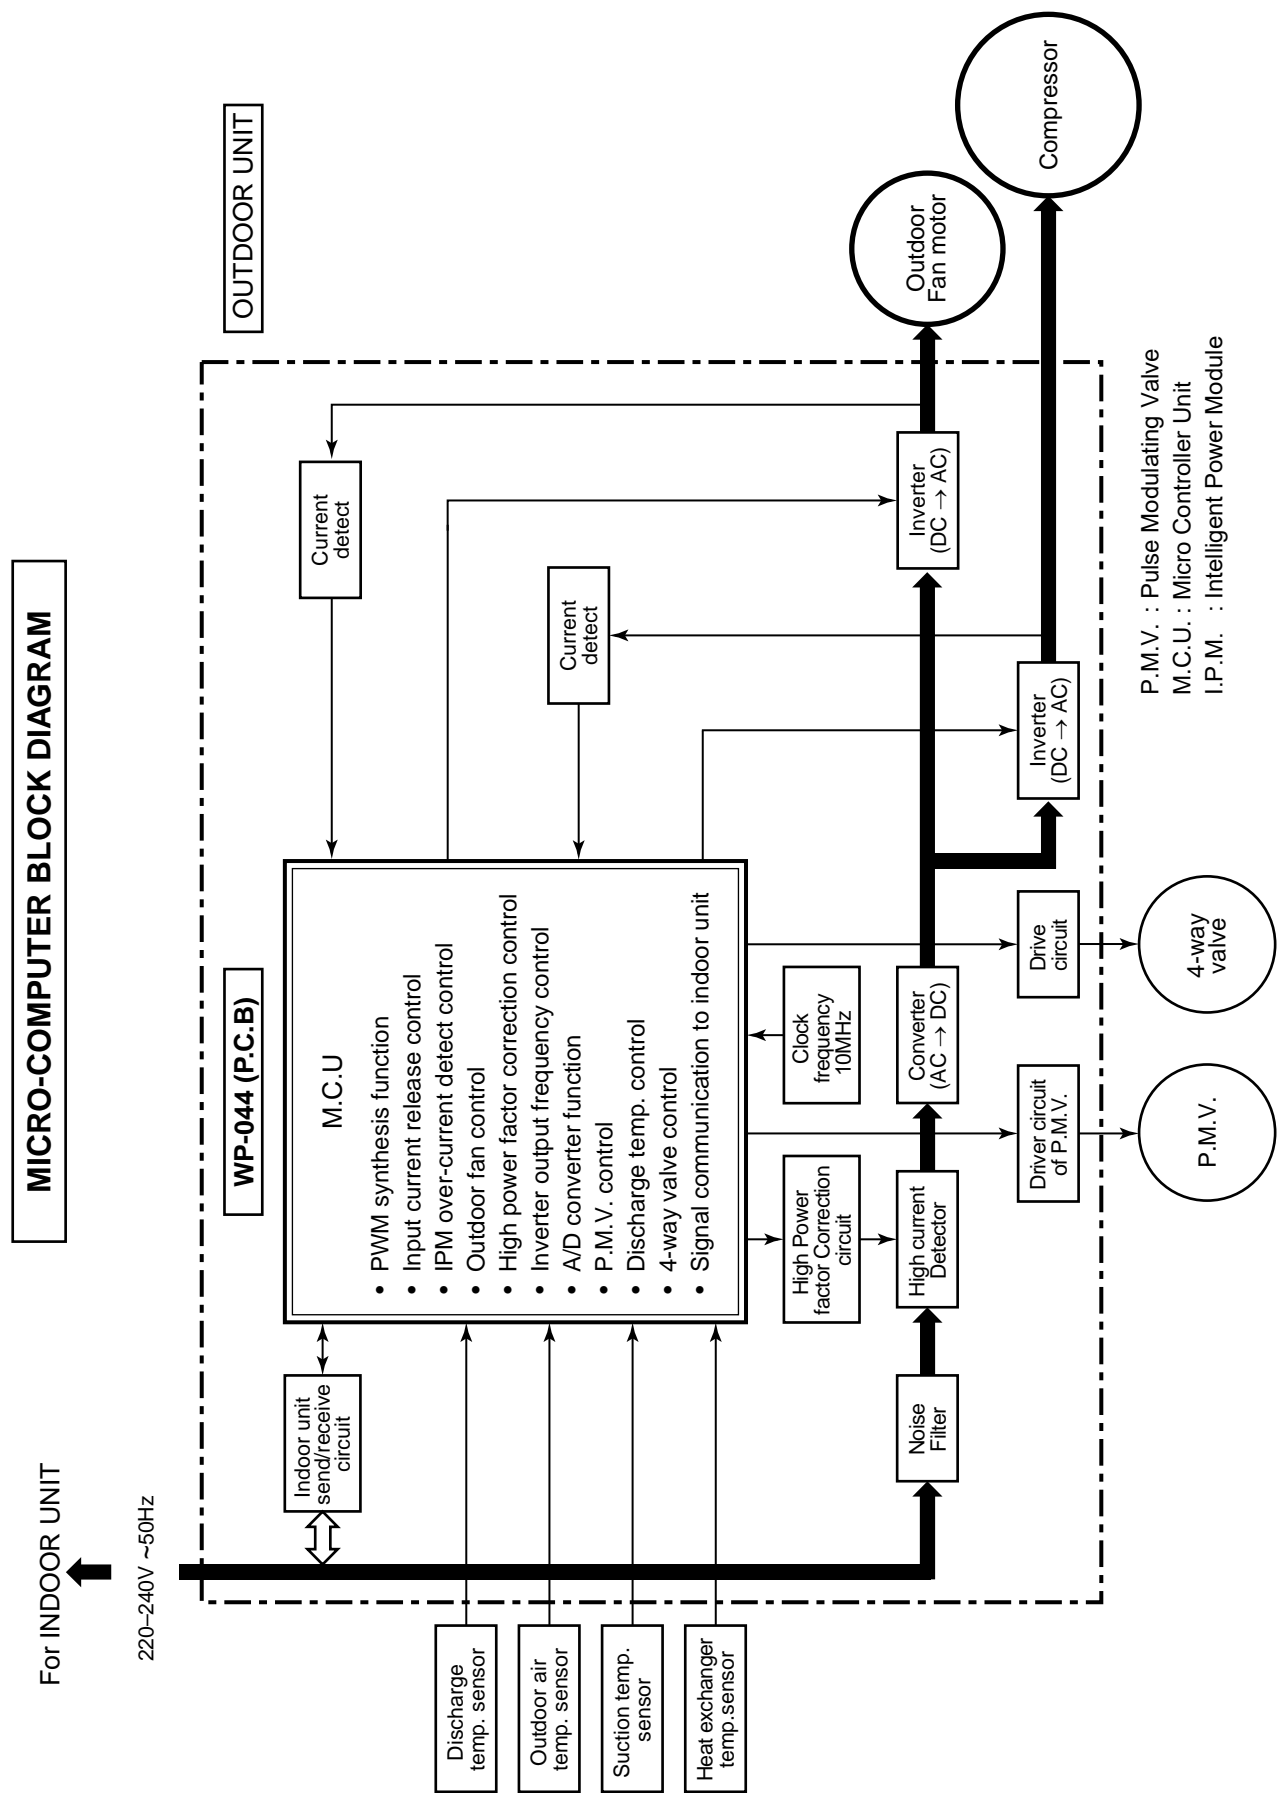 MICRO-COMPUTER BLOCK DIAGRAM
For INDOOR UNIT
220–240V ~50Hz
WP-044 (P.C.B)
OUTDOOR UNIT
Indoor unit
send/receive
circuit
M.C.U
• PWM synthesis function
• Input current release control
• IPM over-current detect control
• Outdoor fan control
• High power factor correction control
• Inverter output frequency control
• A/D converter function
• P.M.V. control
• Discharge temp. control
• 4-way valve control
• Signal communication to indoor unit
Current
detect
Current
detect
Discharge
temp. sensor
Outdoor air
temp. sensor
Suction temp.
sensor
Heat exchanger
temp.sensor
High Power
factor Correction
circuit
Clock
frequency
10MHz
Noise
Filter
High current
Detector
Converter
(AC → DC)
Inverter
(DC → AC)
Outdoor
Fan motor
Driver circuit
of P.M.V.
Drive
circuit
Inverter
(DC → AC)
Compressor
P.M.V.
4-way
valve
P.M.V. : Pulse Modulating Valve
M.C.U. : Micro Controller Unit
I.P.M. : Intelligent Power Module